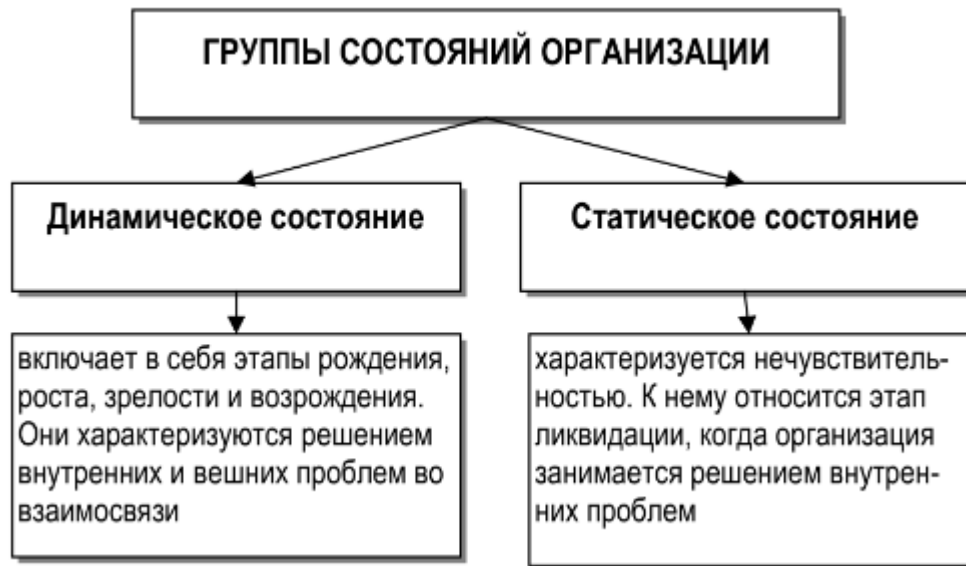 ГРУППЫ СОСТОЯНИЙ ОРГАНИЗАЦИИ
Динамическое состояние
Статическое состояние
включает в себя этапы рождения,
роста, зрелости и возрождения.
Они характеризуются решением
внутренних и вешних проблем во
взаимосвязи
характеризуется нечувствитель-
ностью. К нему относится этап
ликвидации, когда организация
занимается решением внутрен-
них проблем